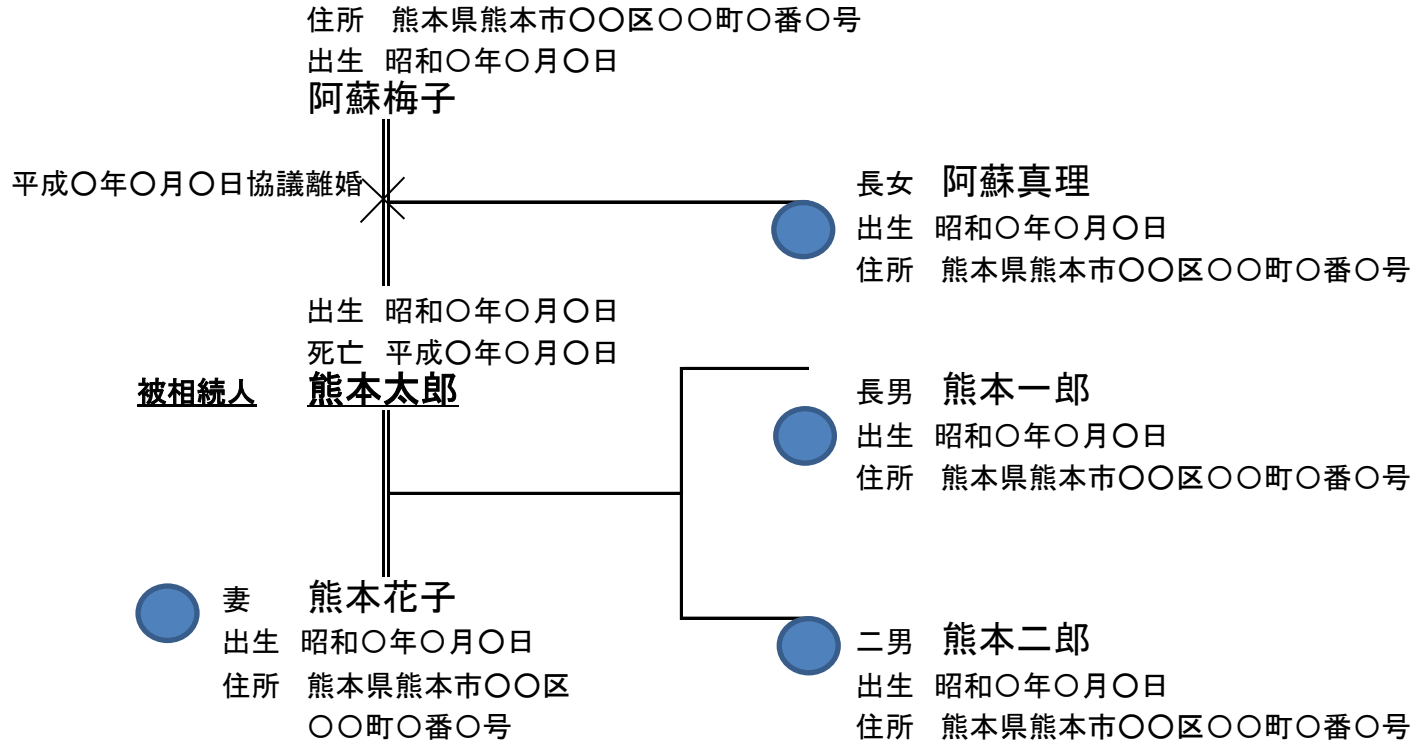 住所 熊本県熊本市〇〇区〇〇町〇番〇号
出生 昭和〇年〇月〇日
阿蘇梅子
平成〇年〇月〇日協議離婚
長女 阿蘇真理
出生 昭和〇年〇月〇日
住所 熊本県熊本市〇〇区〇〇町〇番〇号
出生 昭和〇年〇月〇日
死亡 平成〇年〇月〇日
被相続人 熊本太郎
長男 熊本一郎
出生 昭和〇年〇月〇日
住所 熊本県熊本市〇〇区〇〇町〇番〇号
妻 熊本花子
出生 昭和〇年〇月〇日
住所 熊本県熊本市〇〇区
〇〇町〇番〇号
二男 熊本二郎
出生 昭和〇年〇月〇日
住所 熊本県熊本市〇〇区〇〇町〇番〇号